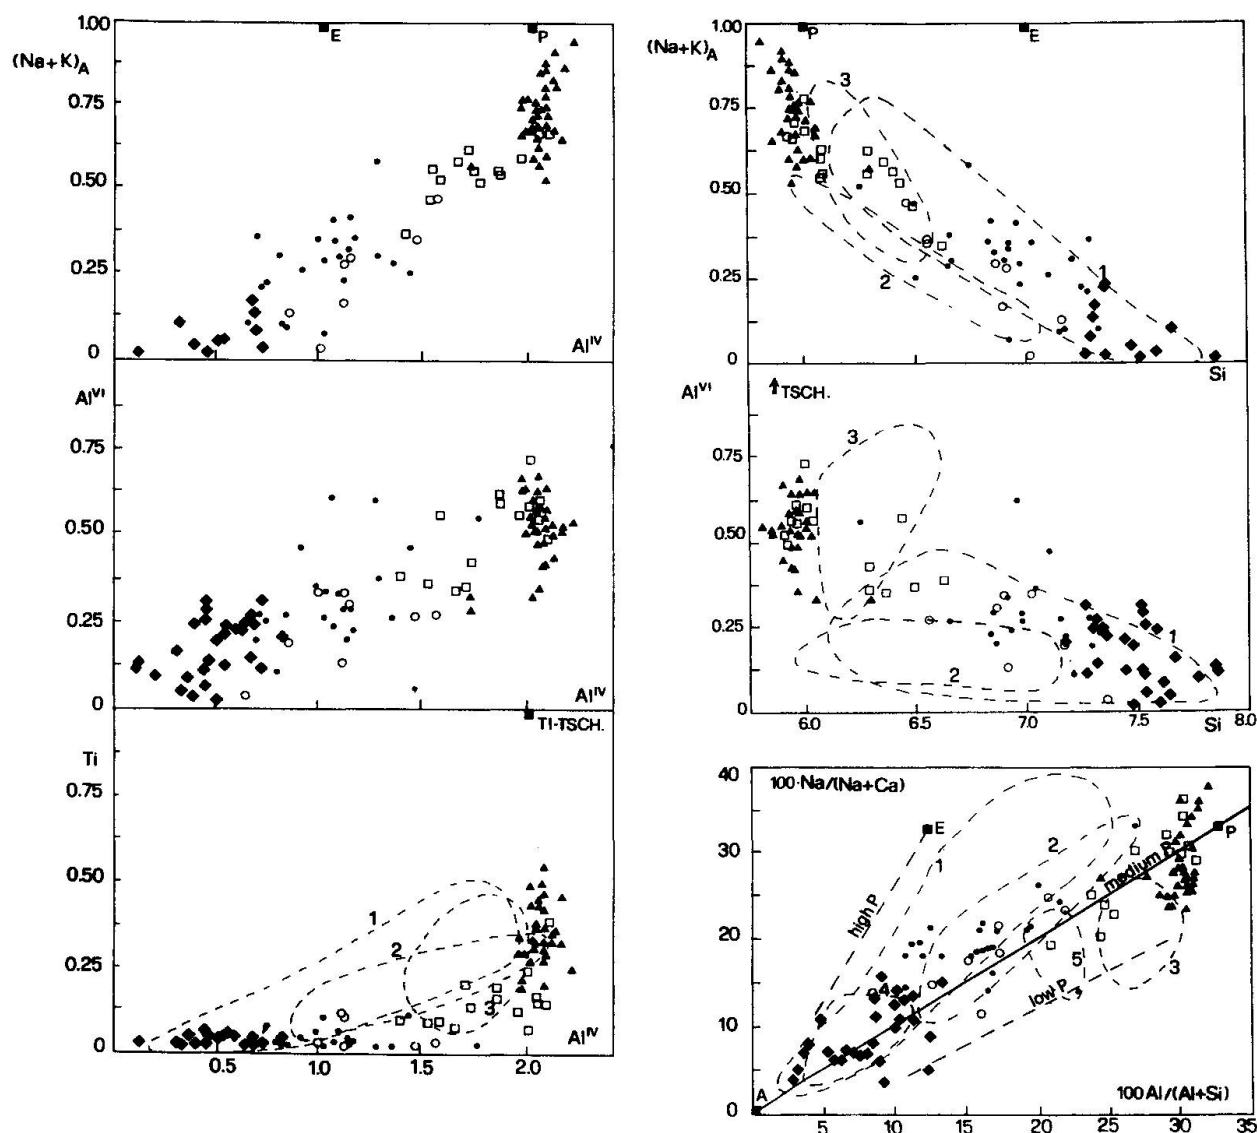 1.00
(Na+K)A
0.75
0.50
0.25
0
E
P
AlIV
AlVI
0.75
0.50
0.25
0
AlIV
TI-TSCH.
Ti
0.75
0.50
0.25
0
1
2
3
AlIV
0.5
1.0
1.5
2.0
1.00
(Na+K)A
0.75
0.50
0.25
0
P
E
3
2
1
Si
AlVI
TSCH.
0.75
0.50
0.25
0
3
1
2
6.0
6.5
7.0
7.5
8.0
Si
40
30
20
10
0
100·Na/(Na+Ca)
E
P
1
2
medium P
high P
4
5
3
low P
A
100Al/(Al+Si)
5
10
15
20
25
30
35